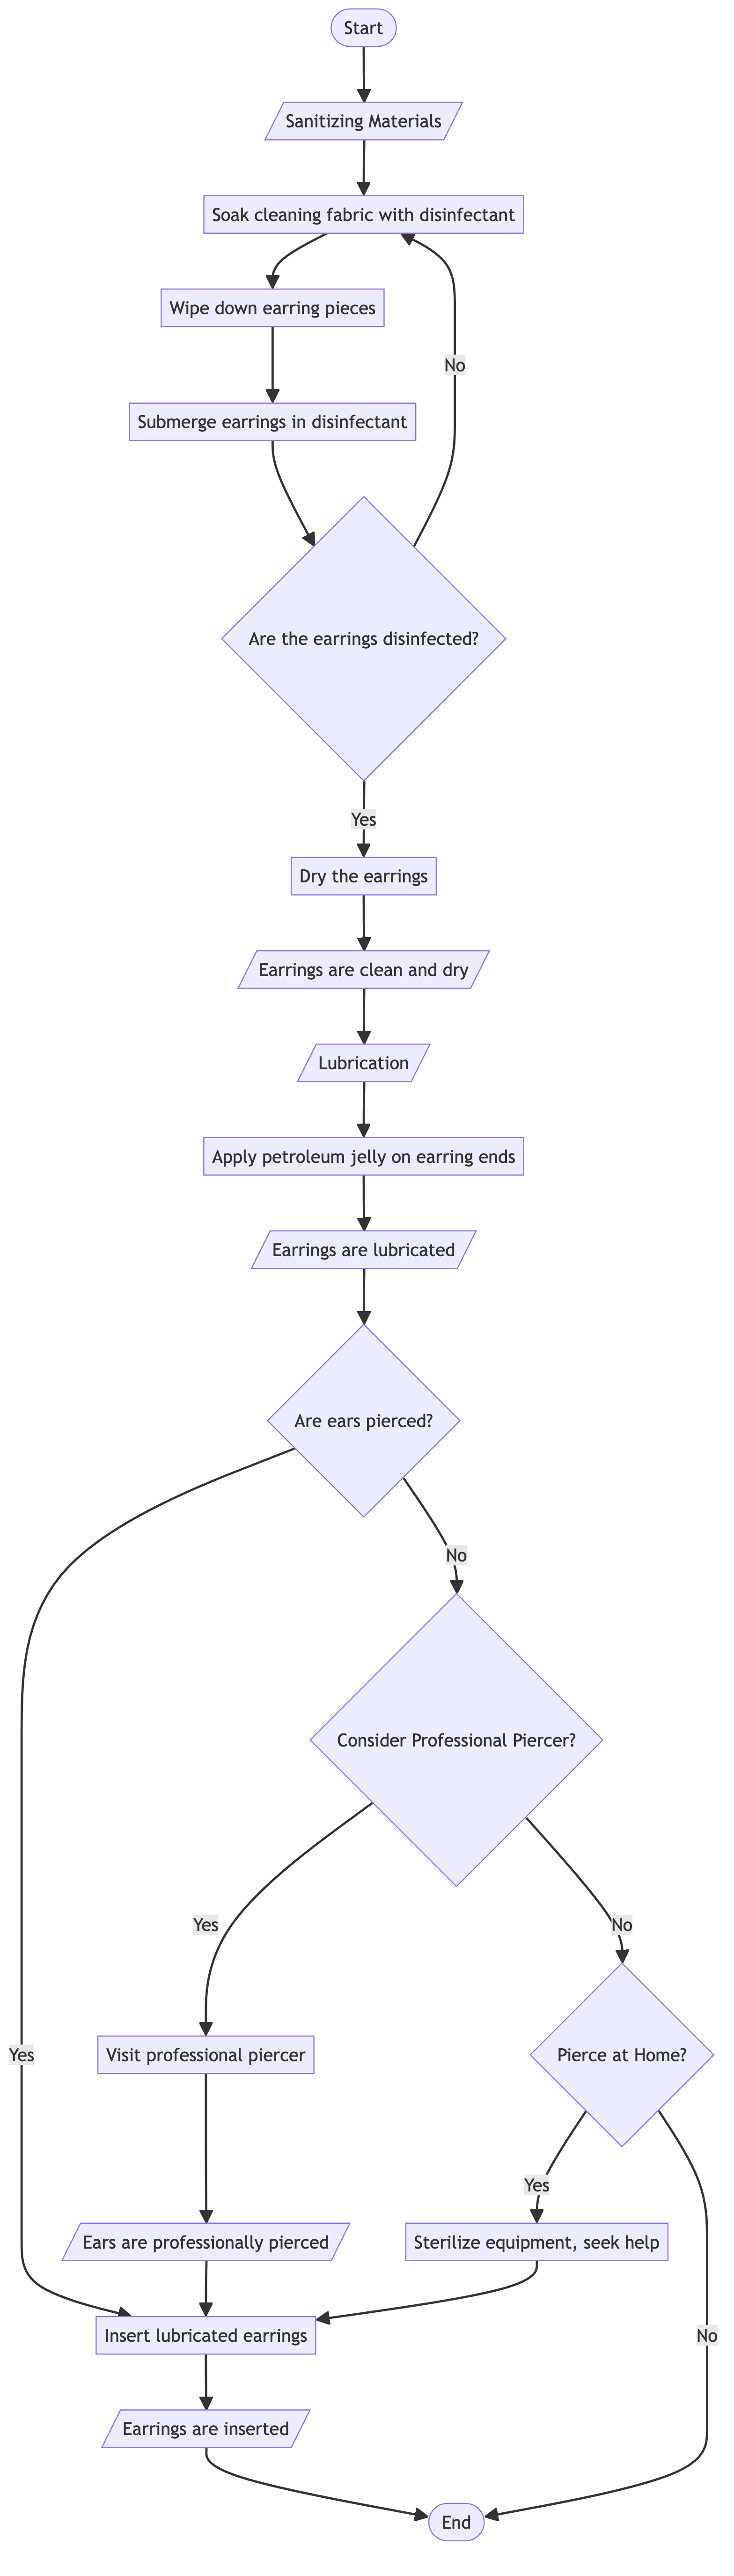 Start
Sanitizing Materials
Soak cleaning fabric with disinfectant
Wipe down earring pieces
No
Submerge earrings in disinfectant
Are the earrings disinfected?
Yes
Dry the earrings
Earrings are clean and dry
Lubrication
Apply petroleum jelly on earring ends
Earrings are lubricated
Are ears pierced?
No
Consider Professional Piercer?
Yes
No
Yes
Visit professional piercer
Pierce at Home?
Yes
Ears are professionally pierced
Sterilize equipment, seek help
Insert lubricated earrings
No
Earrings are inserted
End